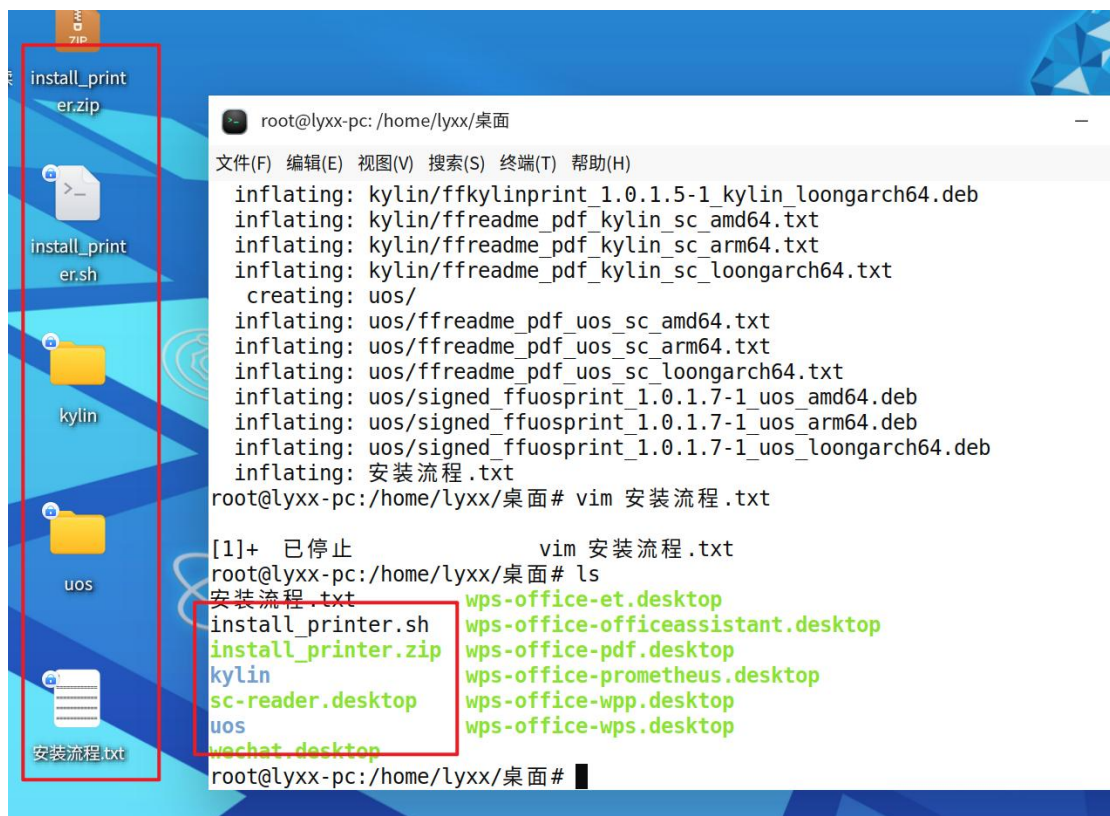 ZIP
install_print
er.zip
install_print
er.sh
kylin
uos
安装流程.txt
root@lyxx-pc: /home/lyxx/桌面
文件(F) 编辑(E) 视图(V) 搜索(S) 终端(T) 帮助(H)
inflating: kylin/ffkylinprint_1.0.1.5-1_kylin_loongarch64.deb
inflating: kylin/ffreadme_pdf_kylin_sc_amd64.txt
inflating: kylin/ffreadme_pdf_kylin_sc_arm64.txt
inflating: kylin/ffreadme_pdf_kylin_sc_loongarch64.txt
creating: uos/
inflating: uos/ffreadme_pdf_uos_sc_amd64.txt
inflating: uos/ffreadme_pdf_uos_sc_arm64.txt
inflating: uos/ffreadme_pdf_uos_sc_loongarch64.txt
inflating: uos/signed_ffuosprint_1.0.1.7-1_uos_amd64.deb
inflating: uos/signed_ffuosprint_1.0.1.7-1_uos_arm64.deb
inflating: uos/signed_ffuosprint_1.0.1.7-1_uos_loongarch64.deb
inflating: 安装流程.txt
root@lyxx-pc:/home/lyxx/桌面# vim 安装流程.txt
[1]+ 已停止 vim 安装流程.txt
root@lyxx-pc:/home/lyxx/桌面# ls
安装流程.txt wps-office-et.desktop
install_printer.sh wps-office-officeassistant.desktop
install_printer.zip wps-office-pdf.desktop
kylin wps-office-prometheus.desktop
sc-reader.desktop wps-office-wpp.desktop
uos wps-office-wps.desktop
wechat.desktop
root@lyxx-pc:/home/lyxx/桌面#